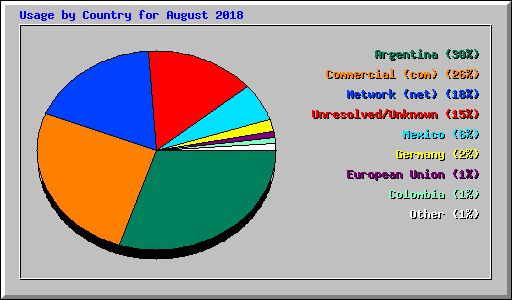 Usage by Country for August 2018
Argentina (30%)
Commercial (com) (26%)
Network (net) (18%)
Unresolved/Unknown (15%)
Mexico (6%)
Germany (2%)
European Union (1%)
Colombia (1%)
Other (1%)